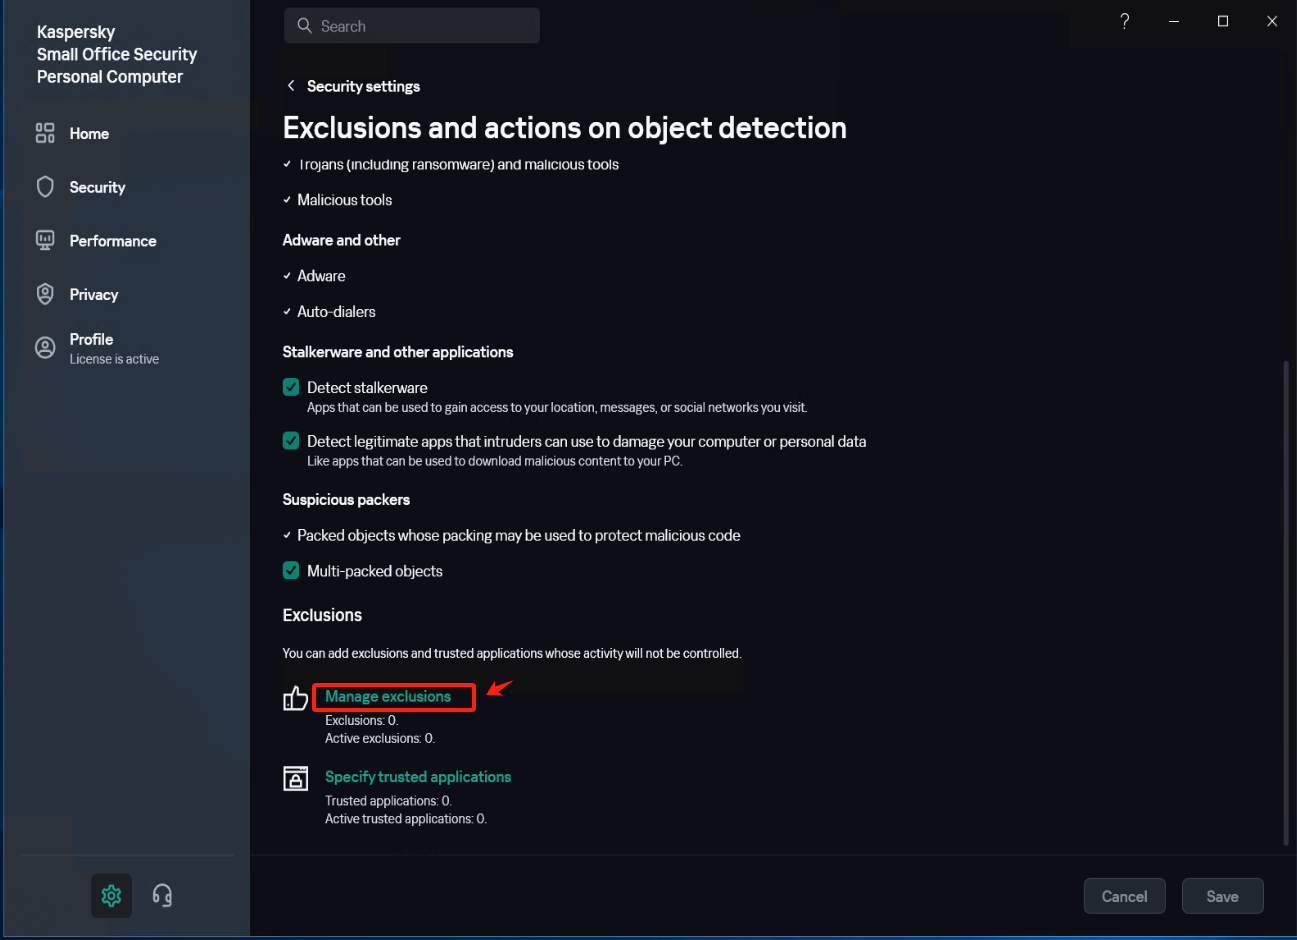 Kaspersky
Small Office Security
Personal Computer
Home
Security
Performance
Privacy
Profile
License is active
Search
?
Security settings
Exclusions and actions on object detection
Trojans (including ransomware) and malicious tools
Malicious tools
Adware and other
Adware
Auto-dialers
Stalkerware and other applications
Detect stalkerware
Apps that can be used to gain access to your location, messages, or social networks you visit.
Detect legitimate apps that intruders can use to damage your computer or personal data
Like apps that can be used to download malicious content to your PC.
Suspicious packers
Packed objects whose packing may be used to protect malicious code
Multi-packed objects
Exclusions
You can add exclusions and trusted applications whose activity will not be controlled.
Manage exclusions
Exclusions: 0.
Active exclusions: 0.
Specify trusted applications
Trusted applications: 0.
Active trusted applications: 0.
Cancel
Save